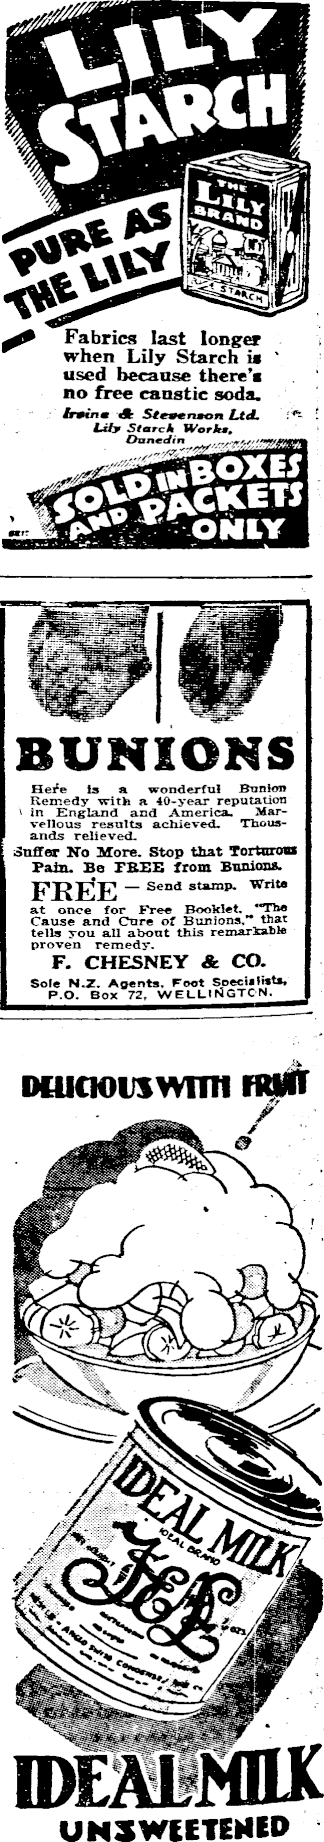 LILY
STARCH
PURE AS
THE LILY
THE
LILY
BRAND
STARCH
Fabrics last longer
when Lily Starch is
used because there's
no free caustic soda.
Irvine & Stevenson Ltd.
Lily Starch Works,
Dunedin
SOLD IN BOXES
AND PACKETS
ONLY
BUNIONS
Here is a wonderful Bunion
Remedy with a 40-year reputation
in England and America. Mar-
vellous results achieved. Thous-
ands relieved.
Suffer No More. Stop that Torturous
Pain. Be FREE from Bunions.
FREE — Send stamp. Write
at once for Free Booklet, "The
Cause and Cure of Bunions," that
tells you all about this remarkable
proven remedy.
F. CHESNEY & CO.
Sole N.Z. Agents, Foot Specialists,
P.O. Box 72, WELLINGTON.
DELICIOUS WITH FRUIT!
IDEAL MILK
IDEAL BRAND
IDEAL MILK
UNSWEETENED